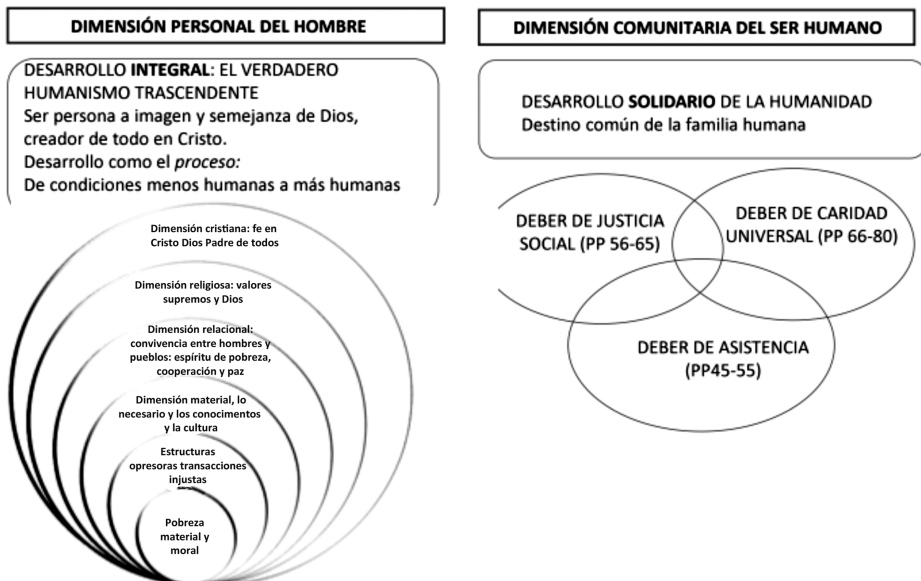 DIMENSIÓN PERSONAL DEL HOMBRE
DESARROLLO INTEGRAL: EL VERDADERO
HUMANISMO TRASCENDENTE
Ser persona a imagen y semejanza de Dios,
creador de todo en Cristo.
Desarrollo como el proceso:
De condiciones menos humanas a más humanas
Dimensión cristiana: fe en
Cristo Dios Padre de todos
Dimensión religiosa: valores
supremos y Dios
Dimensión relacional:
convivencia entre hombres y
pueblos: espíritu de pobreza,
cooperación y paz
Dimensión material, lo
necesario y los conocimentos
y la cultura
Estructuras
opresoras transacciones
injustas
Pobreza
material y
moral
DIMENSIÓN COMUNITARIA DEL SER HUMANO
DESARROLLO SOLIDARIO DE LA HUMANIDAD
Destino común de la familia humana
DEBER DE JUSTICIA
SOCIAL (PP 56-65)
DEBER DE CARIDAD
UNIVERSAL (PP 66-80)
DEBER DE ASISTENCIA
(PP45-55)